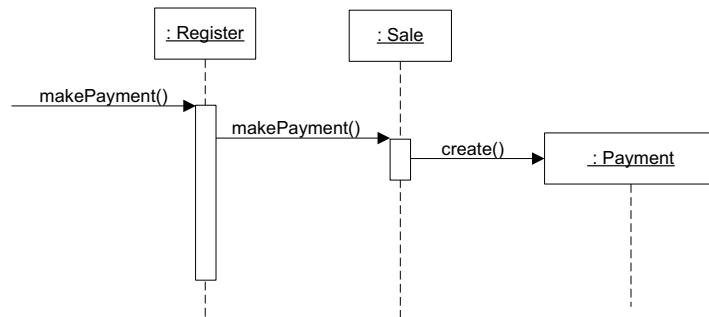 : Register
: Sale
makePayment()
makePayment()
create()
: Payment